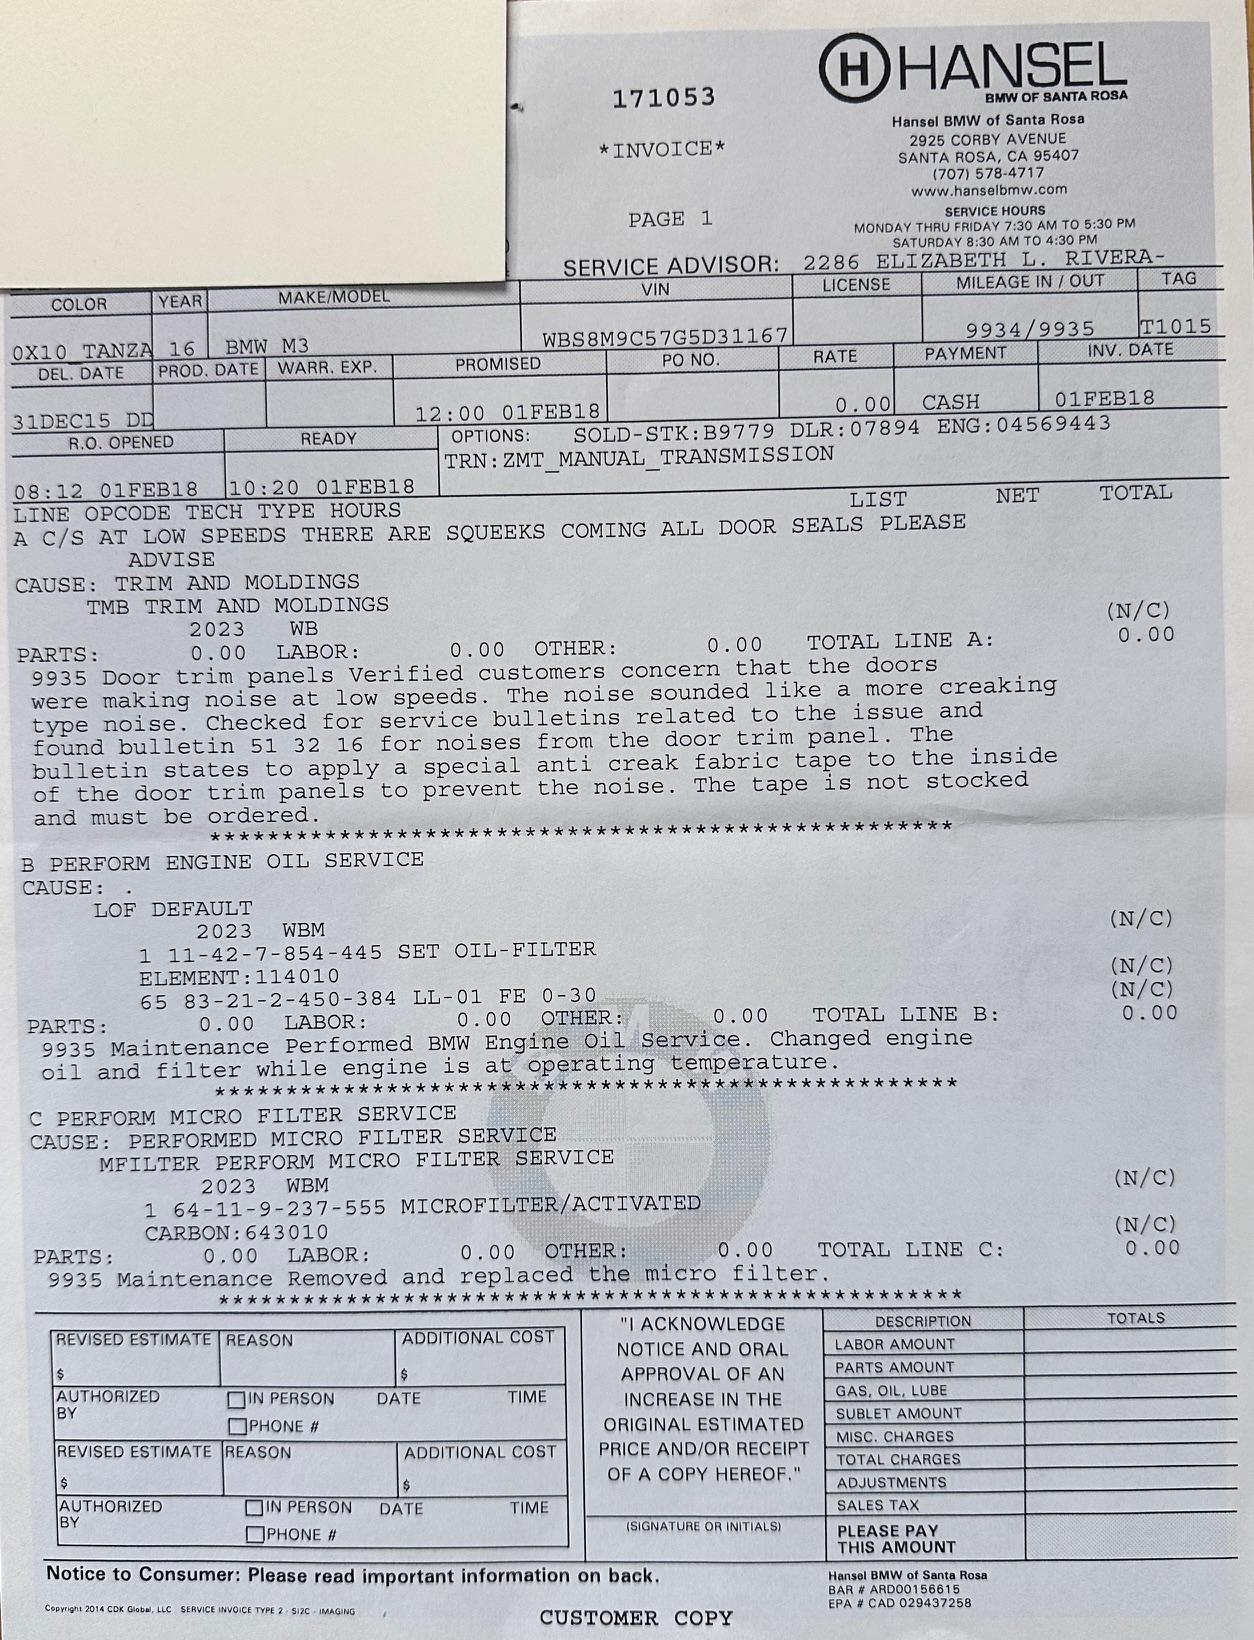 171053
*INVOICE*
PAGE 1
H HANSEL
BMW OF SANTA ROSA
Hansel BMW of Santa Rosa
2925 CORBY AVENUE
SANTA ROSA, CA 95407
(707) 578-4717
www.hanselbmw.com
SERVICE HOURS
MONDAY THRU FRIDAY 7:30 AM TO 5:30 PM
SATURDAY 8:30 AM TO 4:30 PM
SERVICE ADVISOR: 2286 ELIZABETH L. RIVERA-
COLOR YEAR MAKE/MODEL VIN LICENSE MILEAGE IN / OUT TAG
0X10 TANZA 16 BMW M3 WBS8M9C57G5D31167 9934/9935 T1015
DEL. DATE PROD. DATE WARR. EXP. PROMISED PO NO. RATE PAYMENT INV. DATE
31DEC15 DD 12:00 01FEB18 0.00 CASH 01FEB18
R.O. OPENED READY OPTIONS: SOLD-STK:B9779 DLR:07894 ENG:04569443
TRN:ZMT_MANUAL_TRANSMISSION
08:12 01FEB18 10:20 01FEB18
LINE OPCODE TECH TYPE HOURS LIST NET TOTAL
A C/S AT LOW SPEEDS THERE ARE SQUEEKS COMING ALL DOOR SEALS PLEASE
ADVISE
CAUSE: TRIM AND MOLDINGS
TMB TRIM AND MOLDINGS
2023 WB (N/C)
PARTS: 0.00 LABOR: 0.00 OTHER: 0.00 TOTAL LINE A: 0.00
9935 Door trim panels Verified customers concern that the doors
were making noise at low speeds. The noise sounded like a more creaking
type noise. Checked for service bulletins related to the issue and
found bulletin 51 32 16 for noises from the door trim panel. The
bulletin states to apply a special anti creak fabric tape to the inside
of the door trim panels to prevent the noise. The tape is not stocked
and must be ordered.
****************************************************
B PERFORM ENGINE OIL SERVICE
CAUSE: .
LOF DEFAULT
2023 WBM (N/C)
1 11-42-7-854-445 SET OIL-FILTER
ELEMENT:114010 (N/C)
65 83-21-2-450-384 LL-01 FE 0-30 (N/C)
PARTS: 0.00 LABOR: 0.00 OTHER: 0.00 TOTAL LINE B: 0.00
9935 Maintenance Performed BMW Engine Oil Service. Changed engine
oil and filter while engine is at operating temperature.
****************************************************
C PERFORM MICRO FILTER SERVICE
CAUSE: PERFORMED MICRO FILTER SERVICE
MFILTER PERFORM MICRO FILTER SERVICE
2023 WBM (N/C)
1 64-11-9-237-555 MICROFILTER/ACTIVATED
CARBON:643010 (N/C)
PARTS: 0.00 LABOR: 0.00 OTHER: 0.00 TOTAL LINE C: 0.00
9935 Maintenance Removed and replaced the micro filter.
****************************************************
REVISED ESTIMATE REASON ADDITIONAL COST
$ $
AUTHORIZED BY IN PERSON DATE TIME
PHONE #
REVISED ESTIMATE REASON ADDITIONAL COST
$ $
AUTHORIZED BY IN PERSON DATE TIME
PHONE #
"I ACKNOWLEDGE
NOTICE AND ORAL
APPROVAL OF AN
INCREASE IN THE
ORIGINAL ESTIMATED
PRICE AND/OR RECEIPT
OF A COPY HEREOF."
(SIGNATURE OR INITIALS)
DESCRIPTION TOTALS
LABOR AMOUNT
PARTS AMOUNT
GAS, OIL, LUBE
SUBLET AMOUNT
MISC. CHARGES
TOTAL CHARGES
ADJUSTMENTS
SALES TAX
PLEASE PAY
THIS AMOUNT
Notice to Consumer: Please read important information on back.
Hansel BMW of Santa Rosa
BAR # ARD00156615
EPA # CAD 029437258
Copyright 2014 CDK Global, LLC SERVICE INVOICE TYPE 2 - SI2C - IMAGING
CUSTOMER COPY